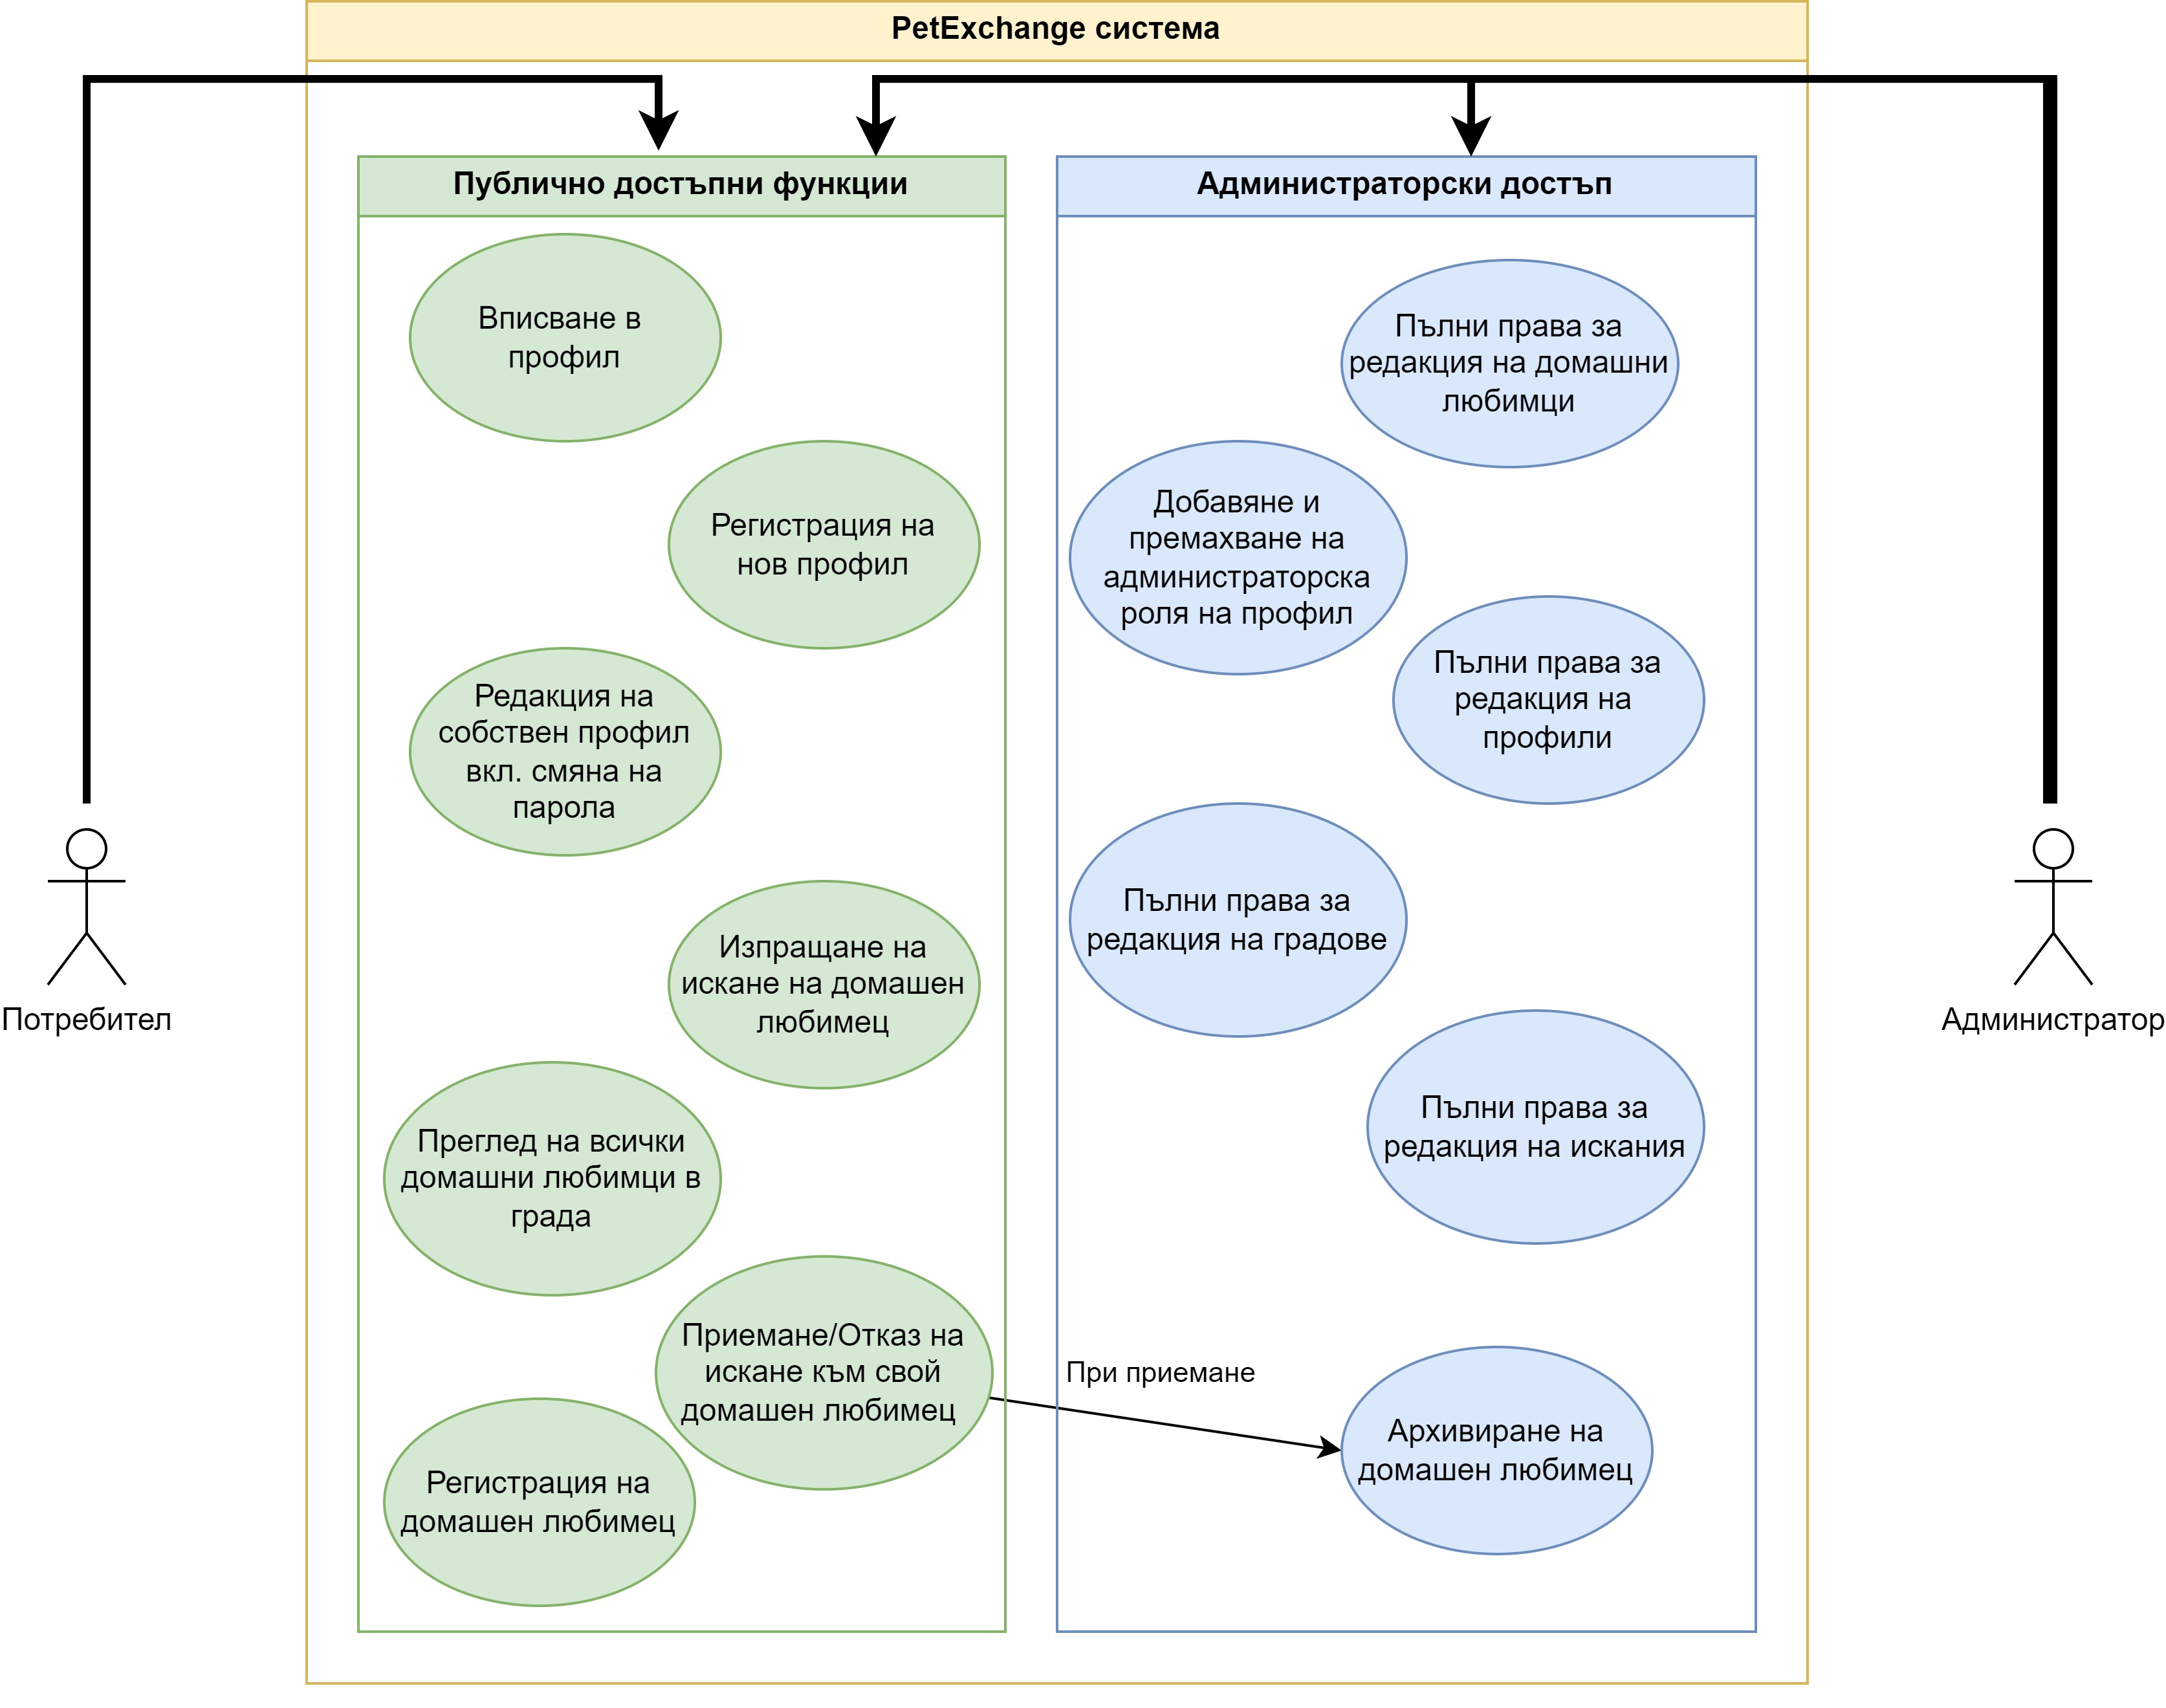 PetExchange система
Публично достъпни функции
Вписване в
профил
Регистрация на
нов профил
Редакция на
собствен профил
вкл. смяна на
парола
Изпращане на
искане на домашен
любимец
Преглед на всички
домашни любимци в
града
Приемане/Отказ на
искане към свой
домашен любимец
Регистрация на
домашен любимец
Администраторски достъп
Пълни права за
редакция на домашни
любимци
Добавяне и
премахване на
администраторска
роля на профил
Пълни права за
редакция на
профили
Пълни права за
редакция на градове
Пълни права за
редакция на искания
При приемане
Архивиране на
домашен любимец
Потребител
Администратор